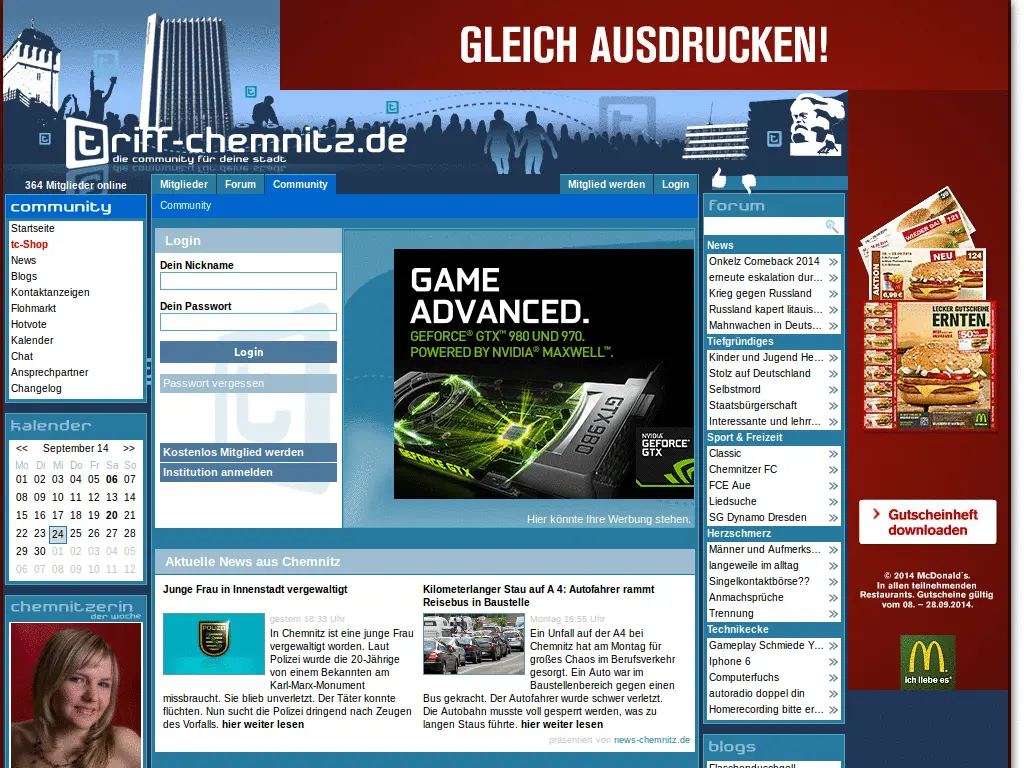 GLEICH AUSDRUCKEN!
triff-chemnitz.de
die community für deine stadt
364 Mitglieder online
Mitglieder
Forum
Community
Mitglied werden
Login
Community
community
Startseite
tc-Shop
News
Blogs
Kontaktanzeigen
Flohmarkt
Hotvote
Kalender
Chat
Ansprechpartner
Changelog
kalender
<< September 14 >>
Mo Di Mi Do Fr Sa So
01 02 03 04 05 06 07
08 09 10 11 12 13 14
15 16 17 18 19 20 21
22 23 24 25 26 27 28
29 30 01 02 03 04 05
06 07 08 09 10 11 12
chemnitzerin
der woche
Login
Dein Nickname
Dein Passwort
Login
Passwort vergessen
Kostenlos Mitglied werden
Institution anmelden
GAME
ADVANCED.
GEFORCE® GTX™ 980 UND 970.
POWERED BY NVIDIA® MAXWELL™.
GTX 980
GEFORCE GTX
NVIDIA
GEFORCE
GTX
Hier könnte Ihre Werbung stehen.
Aktuelle News aus Chemnitz
Junge Frau in Innenstadt vergewaltigt
POLIZEI
gestern 18:33 Uhr
In Chemnitz ist eine junge Frau
vergewaltigt worden. Laut
Polizei wurde die 20-Jährige
von einem Bekannten am
Karl-Marx-Monument
missbraucht. Sie blieb unverletzt. Der Täter konnte
flüchten. Nun sucht die Polizei dringend nach Zeugen
des Vorfalls. hier weiter lesen
Kilometerlanger Stau auf A 4: Autofahrer rammt
Reisebus in Baustelle
Montag 16:55 Uhr
Ein Unfall auf der A4 bei
Chemnitz hat am Montag für
großes Chaos im Berufsverkehr
gesorgt. Ein Auto war im
Baustellenbereich gegen einen
Bus gekracht. Der Autofahrer wurde schwer verletzt.
Die Autobahn musste voll gesperrt werden, was zu
langen Staus führte. hier weiter lesen
präsentiert von news-chemnitz.de
forum
News
Onkelz Comeback 2014
erneute eskalation dur...
Krieg gegen Russland
Russland kapert litauis...
Mahnwachen in Deuts...
Tiefgründiges
Kinder und Jugend He...
Stolz auf Deutschland
Selbstmord
Staatsbürgerschaft
Interessante und lehrr...
Sport & Freizeit
Classic
Chemnitzer FC
FCE Aue
Liedsuche
SG Dynamo Dresden
Herzschmerz
Männer und Aufmerks...
langeweile im alltag
Singelkontaktbörse??
Anmachsprüche
Trennung
Technikecke
Gameplay Schmiede Y...
Iphone 6
Computerfuchs
autoradio doppel din
Homerecording bitte er...
blogs
Flaschenduschgell
WIEDER DA!
121
NEU
124
AKTION
6,99 €
LECKER GUTSCHEINE
ERNTEN.
Gutscheinheft
downloaden
© 2014 McDonald's.
In allen teilnehmenden
Restaurants. Gutscheine gültig
vom 08. – 28.09.2014.
ich liebe es®